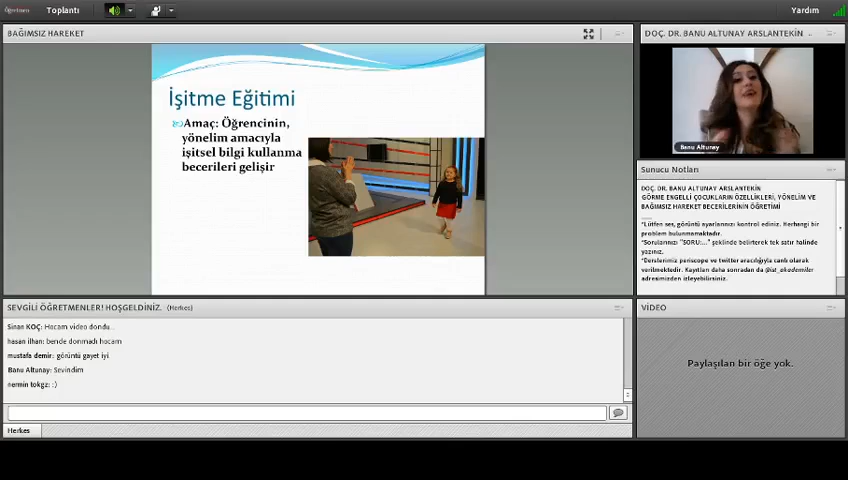 Öğretmen
Toplantı
Yardım
BAĞIMSIZ HAREKET
İşitme Eğitimi
Amaç: Öğrencinin,
yönelim amacıyla
işitsel bilgi kullanma
becerileri gelişir
DOÇ. DR. BANU ALTUNAY ARSLANTEKİN ..
Banu Altunay
Sunucu Notları
DOÇ. DR. BANU ALTUNAY ARSLANTEKİN
GÖRME ENGELLİ ÇOCUKLARIN ÖZELLİKLERİ, YÖNELİM VE
BAĞIMSIZ HAREKET BECERİLERİNİN ÖĞRETİMİ
*Lütfen ses, görüntü ayarlarınızı kontrol ediniz. Herhangi bir
problem bulunmamaktadır.
*Sorularınızı "SORU:..." şeklinde belirterek tek satır halinde
yazınız.
*Derslerimiz periscope ve twitter aracılığıyla canlı olarak
verilmektedir. Kayıtları daha sonradan da @ist_akademiler
adresimizden izleyebilirsiniz.
SEVGİLİ ÖĞRETMENLER! HOŞGELDİNİZ. (Herkes)
Sinan KOÇ: Hocam video dondu..
hasan ilhan: bende donmadı hocam
mustafa demir: görüntü gayet iyi.
Banu Altunay: Sevindim
nermin tokgz: :)
Herkes
VİDEO
Paylaşılan bir öğe yok.